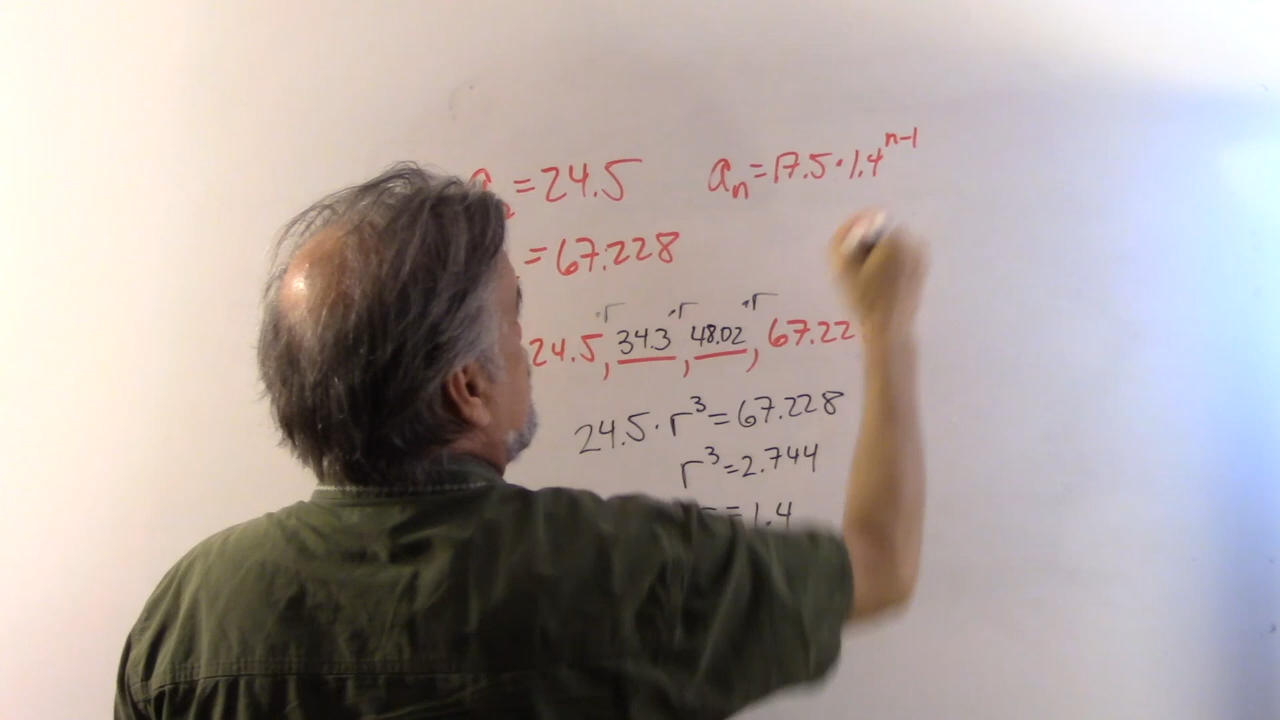 a₂ = 24.5
aₙ = 17.5 · 1.4ⁿ⁻¹
= 67.228
·r ·r ·r
24.5, 34.3, 48.02, 67.22
24.5 · r³ = 67.228
r³ = 2.744
r = 1.4